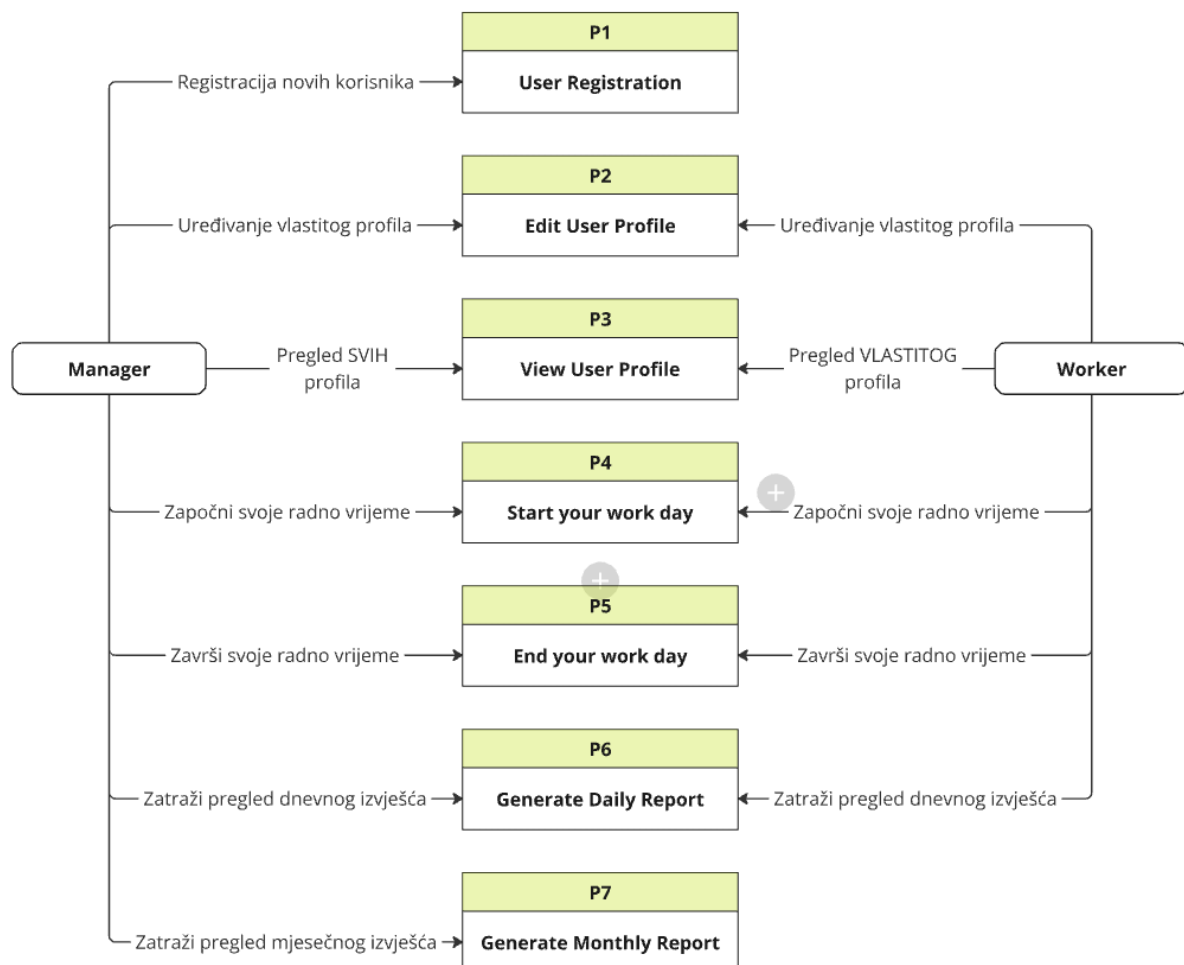 P1
Registracija novih korisnika
User Registration
P2
Uređivanje vlastitog profila
Edit User Profile
Uređivanje vlastitog profila
P3
Manager
Pregled SVIH
profila
View User Profile
Pregled VLASTITOG
profila
Worker
P4
Započni svoje radno vrijeme
Start your work day
Započni svoje radno vrijeme
P5
Završi svoje radno vrijeme
End your work day
Završi svoje radno vrijeme
P6
Zatraži pregled dnevnog izvješća
Generate Daily Report
Zatraži pregled dnevnog izvješća
P7
Zatraži pregled mjesečnog izvješća
Generate Monthly Report